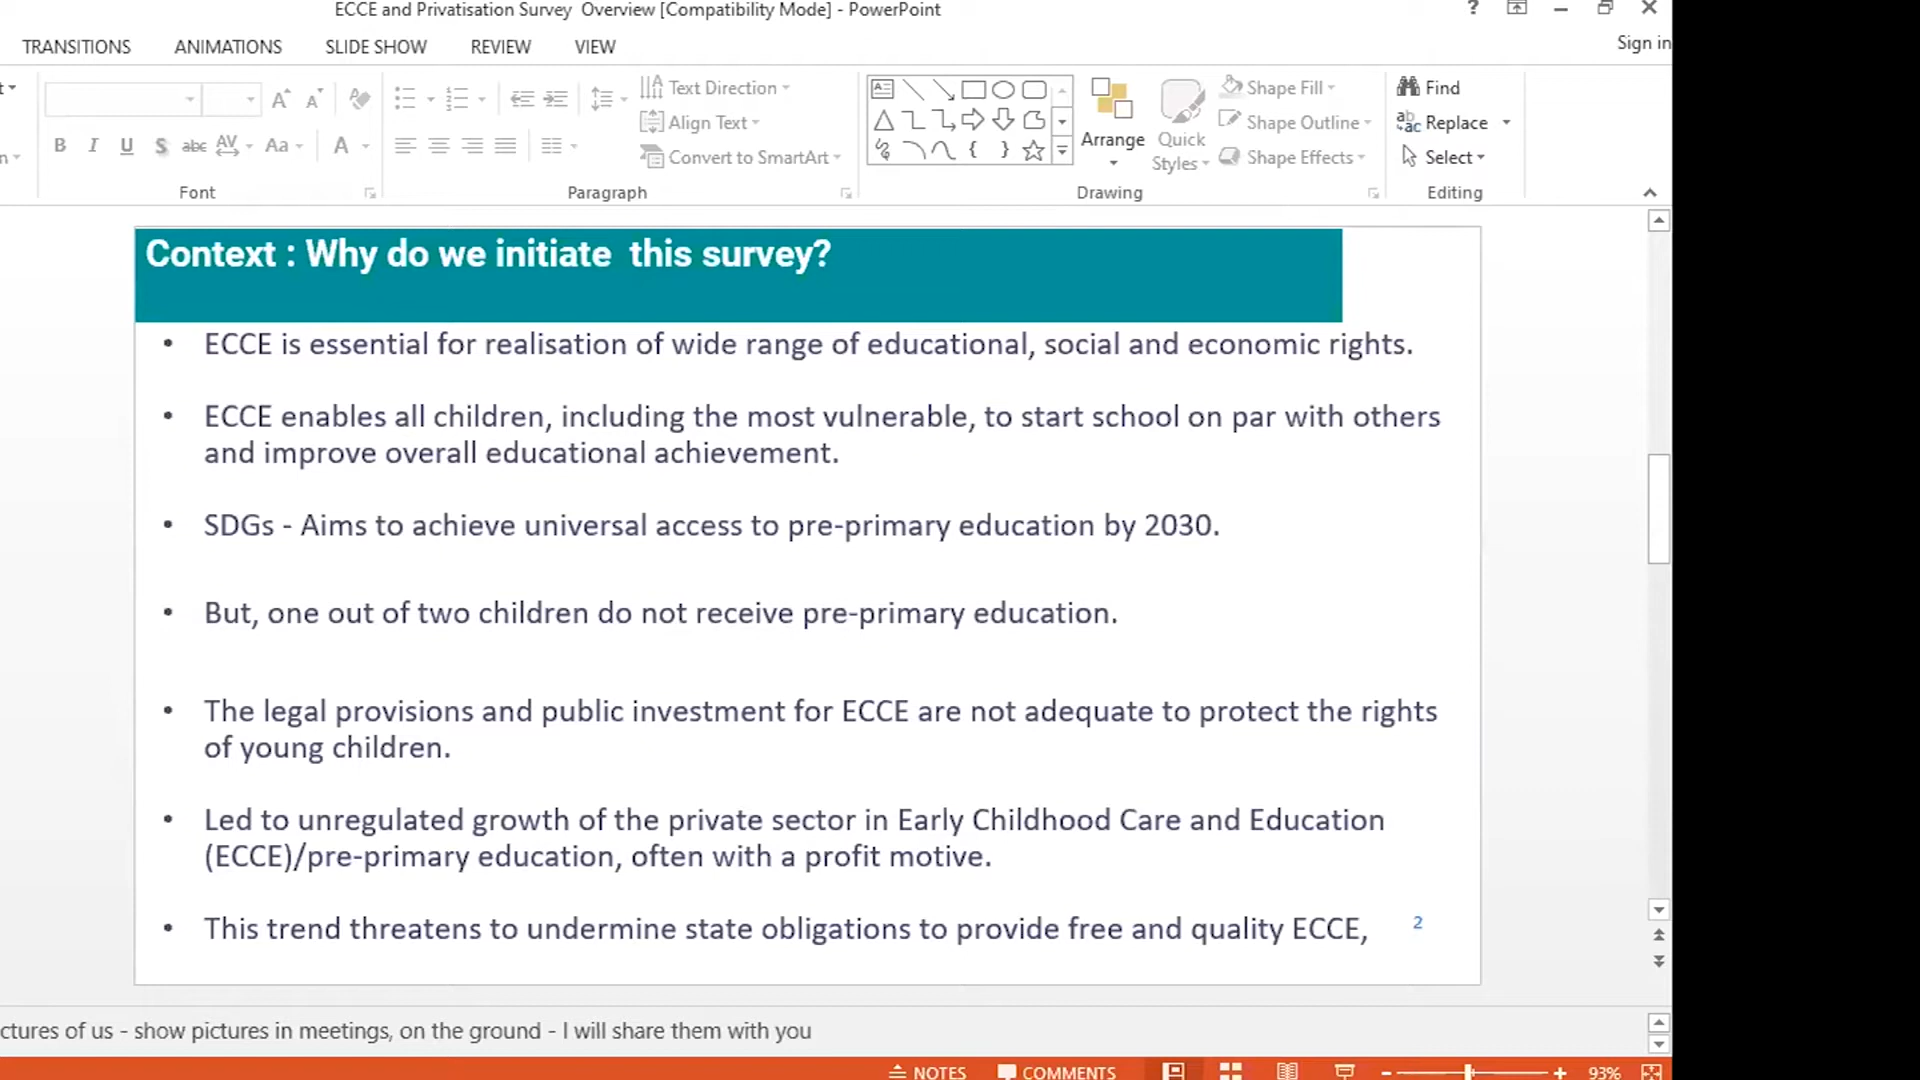 ECCE and Privatisation Survey  Overview [Compatibility Mode] - PowerPoint
TRANSITIONS ANIMATIONS SLIDE SHOW REVIEW VIEW Sign in
Text Direction
Align Text
Convert to SmartArt
Arrange
Quick
Styles
Shape Fill
Shape Outline
Shape Effects
Find
Replace
Select
Font Paragraph Drawing Editing
Context : Why do we initiate  this survey?
• ECCE is essential for realisation of wide range of educational, social and economic rights.
• ECCE enables all children, including the most vulnerable, to start school on par with others
and improve overall educational achievement.
• SDGs - Aims to achieve universal access to pre-primary education by 2030.
• But, one out of two children do not receive pre-primary education.
• The legal provisions and public investment for ECCE are not adequate to protect the rights
of young children.
• Led to unregulated growth of the private sector in Early Childhood Care and Education
(ECCE)/pre-primary education, often with a profit motive.
• This trend threatens to undermine state obligations to provide free and quality ECCE,
2
ctures of us - show pictures in meetings, on the ground - I will share them with you
NOTES COMMENTS 93%